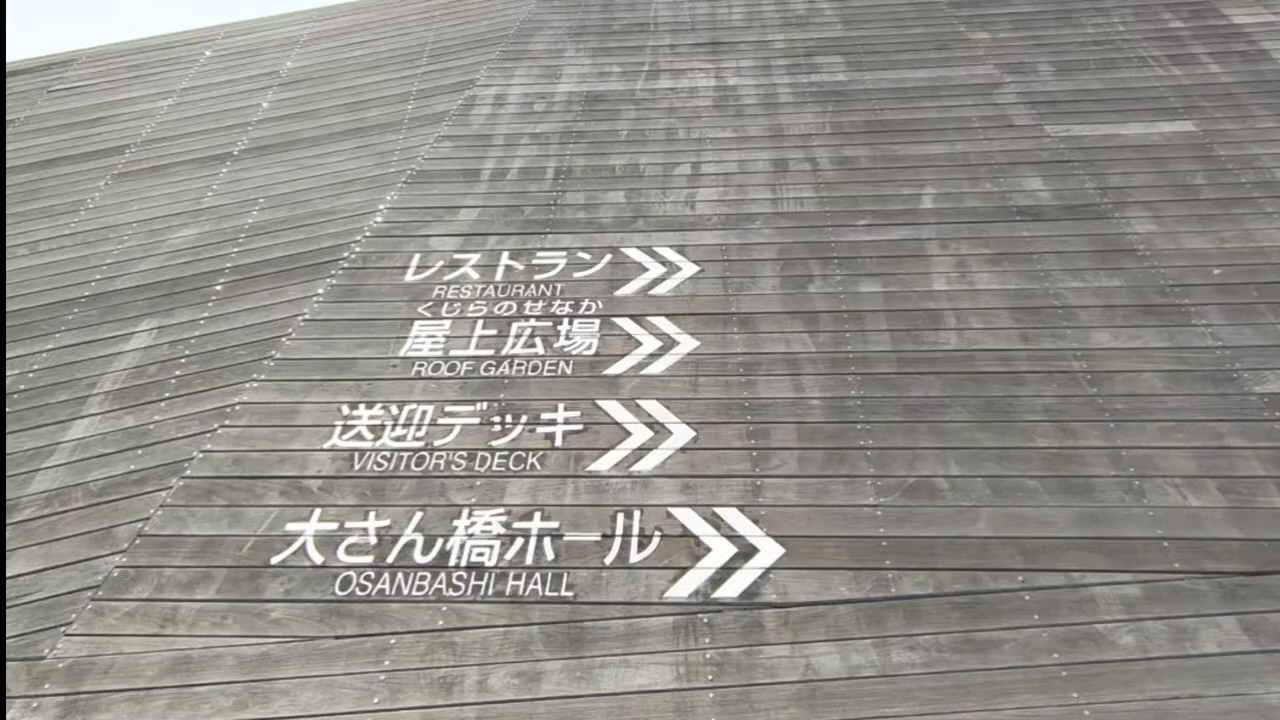 レストラン
RESTAURANT
くじらのせなか
屋上広場
ROOF GARDEN
送迎デッキ
VISITOR'S DECK
大さん橋ホール
OSANBASHI HALL